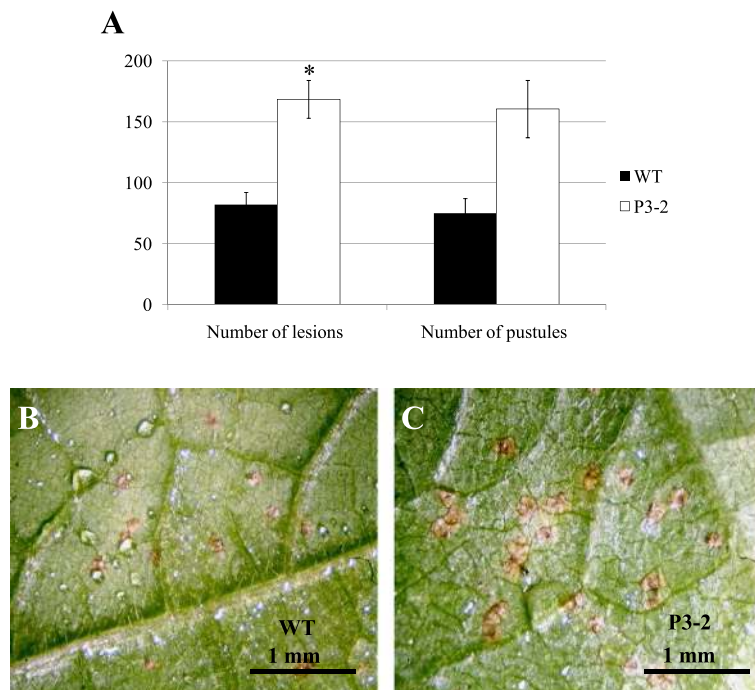 A
200
*
150
WT
100
P3-2
50
0
Number of lesions
Number of pustules
B
C
WT
P3-2
1 mm
1 mm